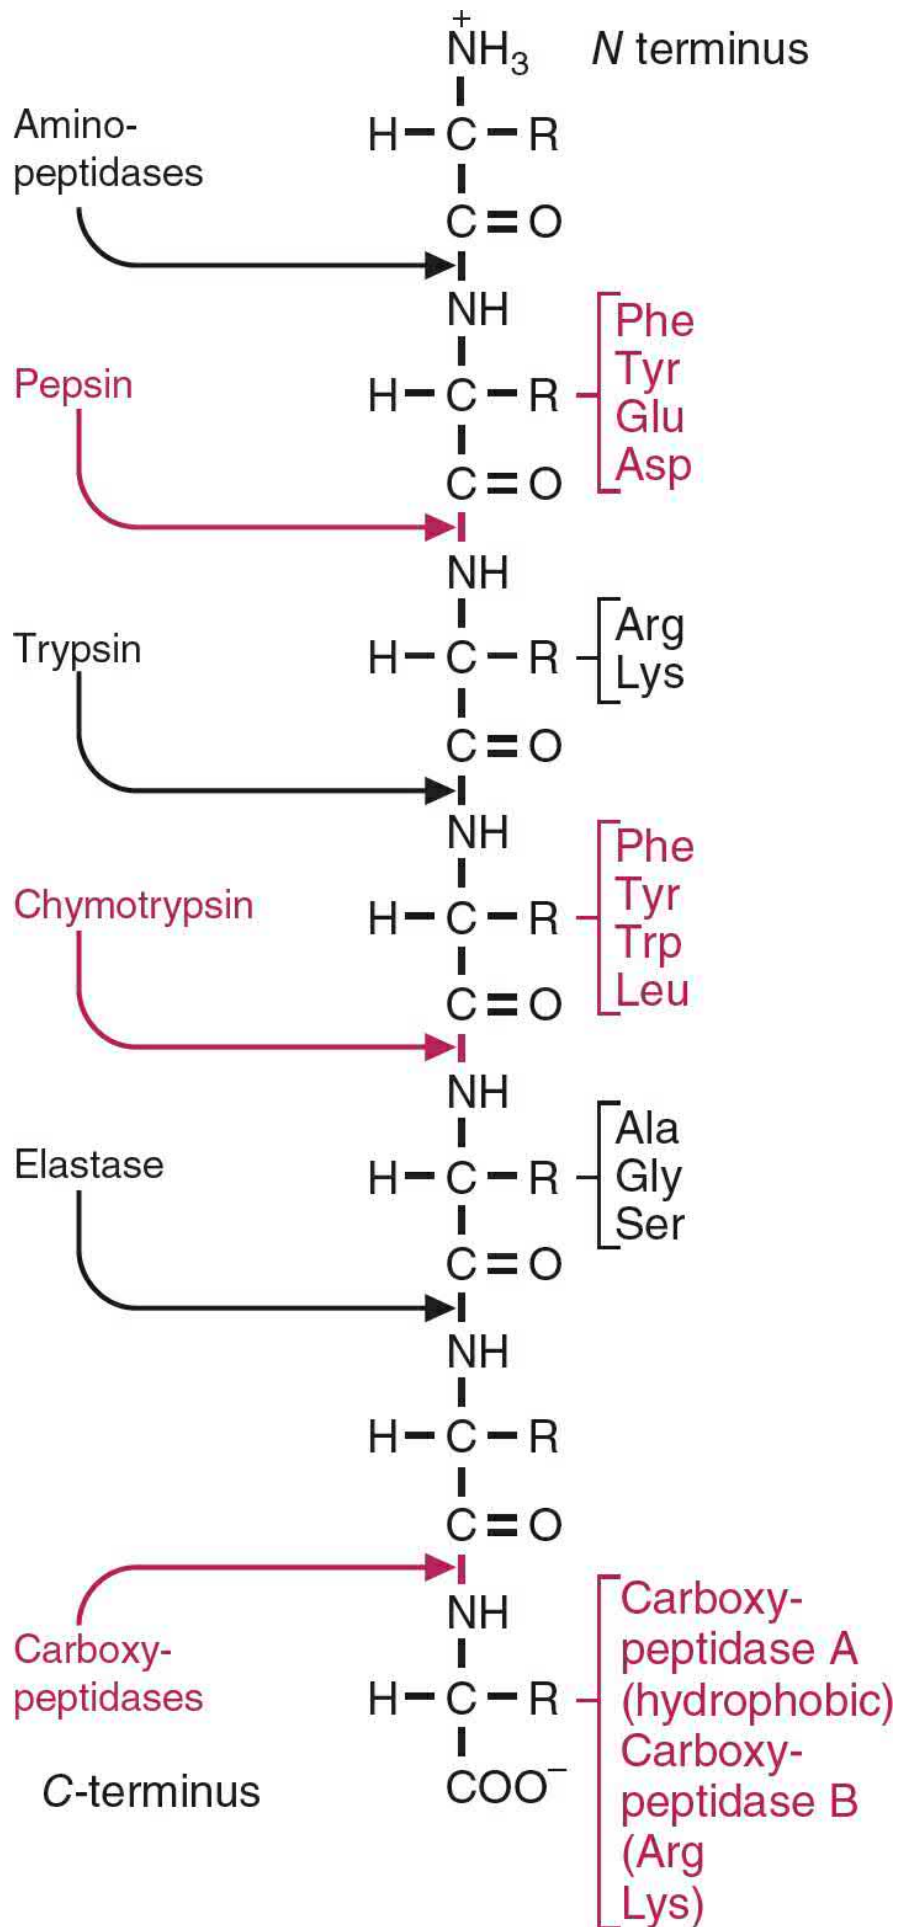 +
NH3 N terminus
Amino-
peptidases
H C R
C O
NH
Pepsin
H C R
Phe
Tyr
Glu
Asp
C O
NH
Trypsin
H C R
Arg
Lys
C O
NH
Chymotrypsin
H C R
Phe
Tyr
Trp
Leu
C O
NH
Elastase
H C R
Ala
Gly
Ser
C O
NH
H C R
C O
NH
Carboxy-
peptidases
H C R
Carboxy-
peptidase A
(hydrophobic)
Carboxy-
peptidase B
(Arg
Lys)
C-terminus
COO−